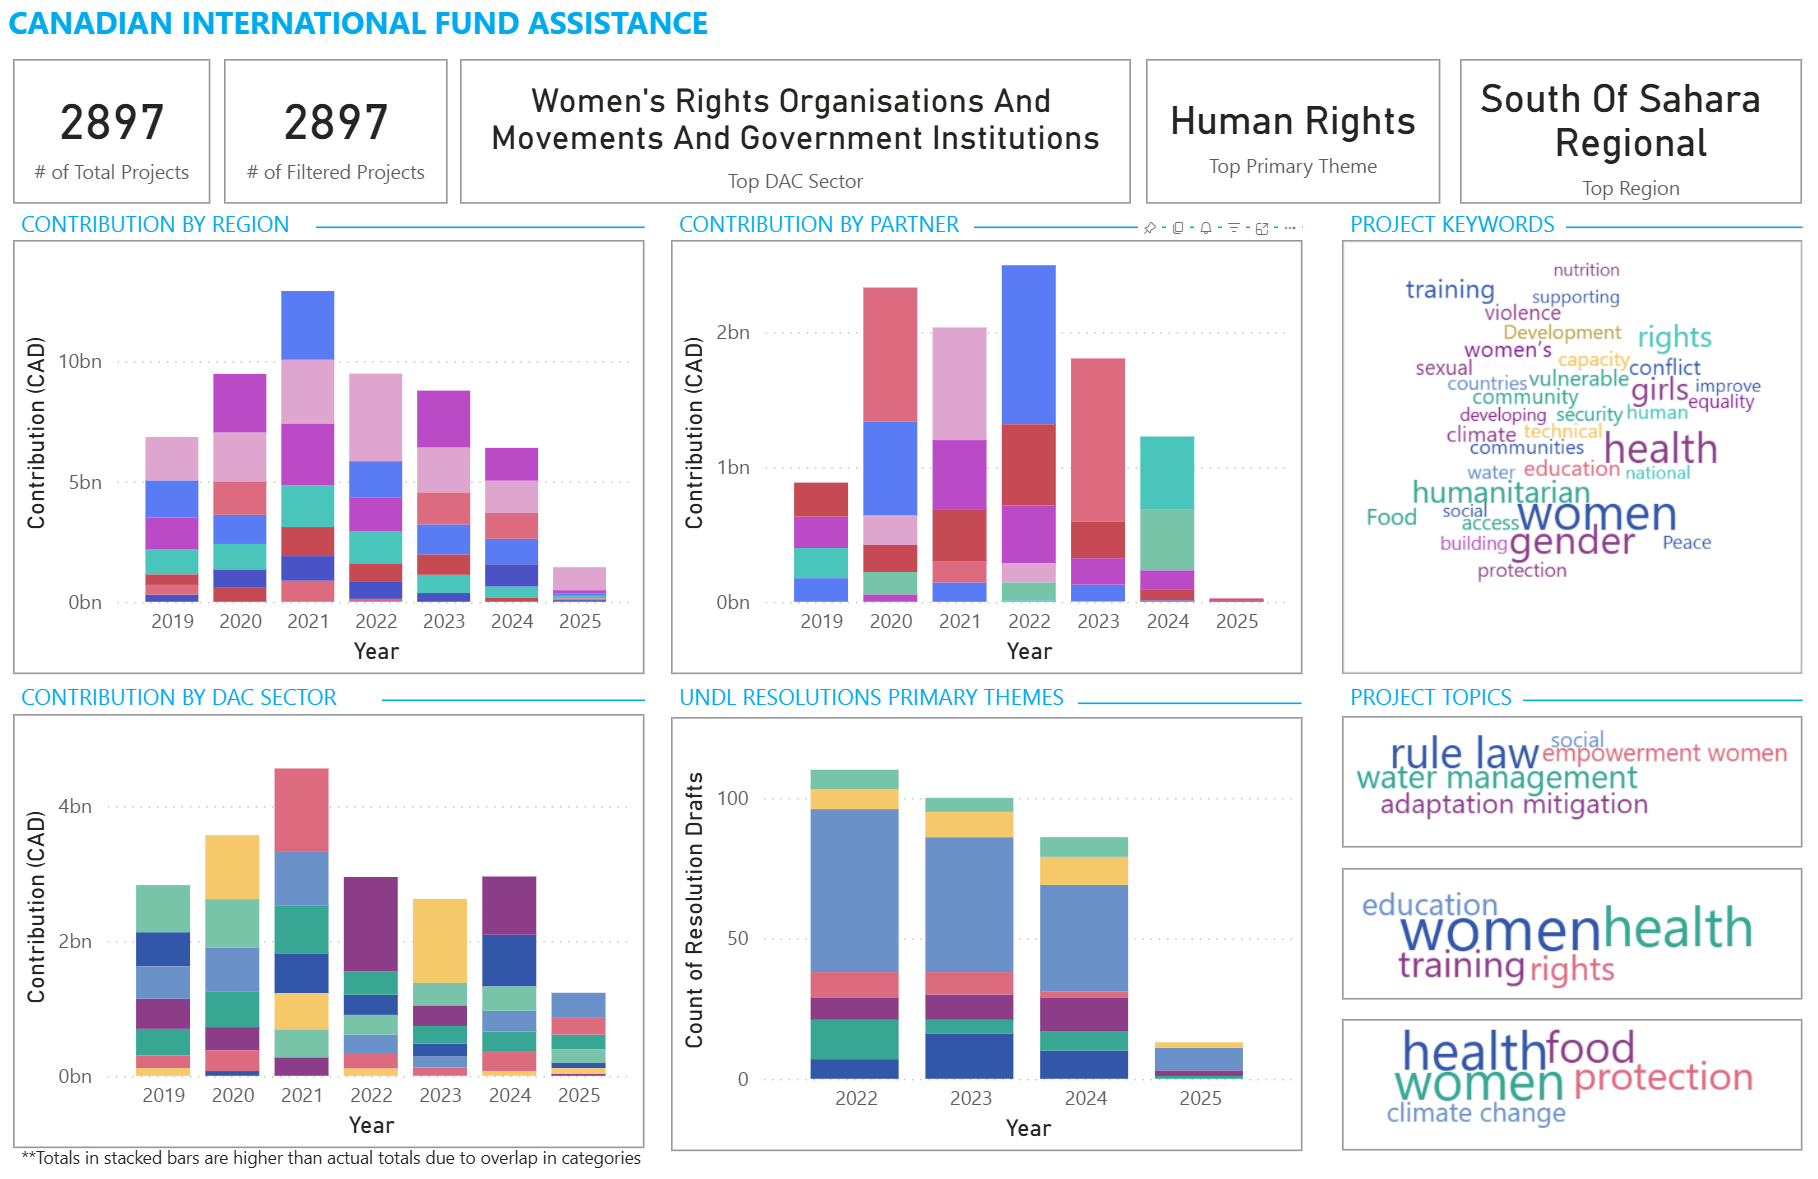 CANADIAN INTERNATIONAL FUND ASSISTANCE
2897
# of Total Projects
2897
# of Filtered Projects
Women's Rights Organisations And
Movements And Government Institutions
Top DAC Sector
Human Rights
Top Primary Theme
South Of Sahara
Regional
Top Region
CONTRIBUTION BY REGION
Contribution (CAD)
10bn
5bn
0bn
2019 2020 2021 2022 2023 2024 2025
Year
CONTRIBUTION BY PARTNER
Contribution (CAD)
2bn
1bn
0bn
2019 2020 2021 2022 2023 2024 2025
Year
PROJECT KEYWORDS
nutrition
training
supporting
violence
Development
rights
women's
capacity
sexual
conflict
countries
vulnerable
girls
improve
community
equality
developing
security
human
climate
technical
communities
health
water
education
national
humanitarian
Food
social
access
women
building
gender
Peace
protection
CONTRIBUTION BY DAC SECTOR
Contribution (CAD)
4bn
2bn
0bn
2019 2020 2021 2022 2023 2024 2025
Year
**Totals in stacked bars are higher than actual totals due to overlap in categories
UNDL RESOLUTIONS PRIMARY THEMES
Count of Resolution Drafts
100
50
0
2022 2023 2024 2025
Year
PROJECT TOPICS
social
rule law
empowerment women
water management
adaptation mitigation
education
women
health
training
rights
health
food
women
protection
climate change